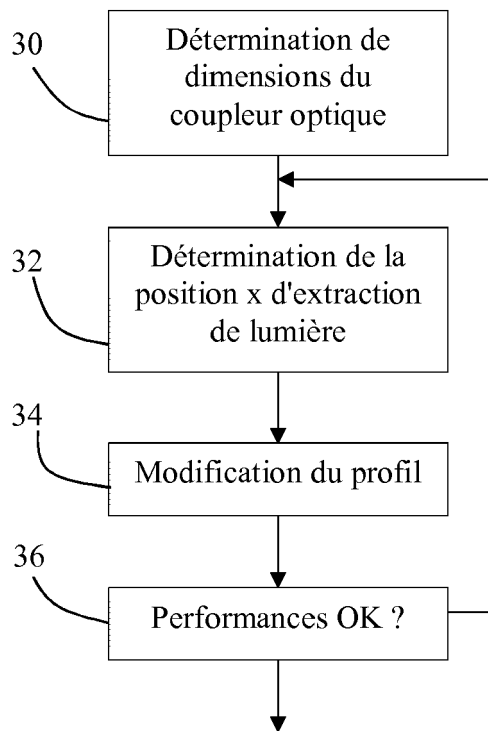 30
Détermination de
dimensions du
coupleur optique
32
Détermination de la
position x d'extraction
de lumière
34
Modification du profil
36
Performances OK ?